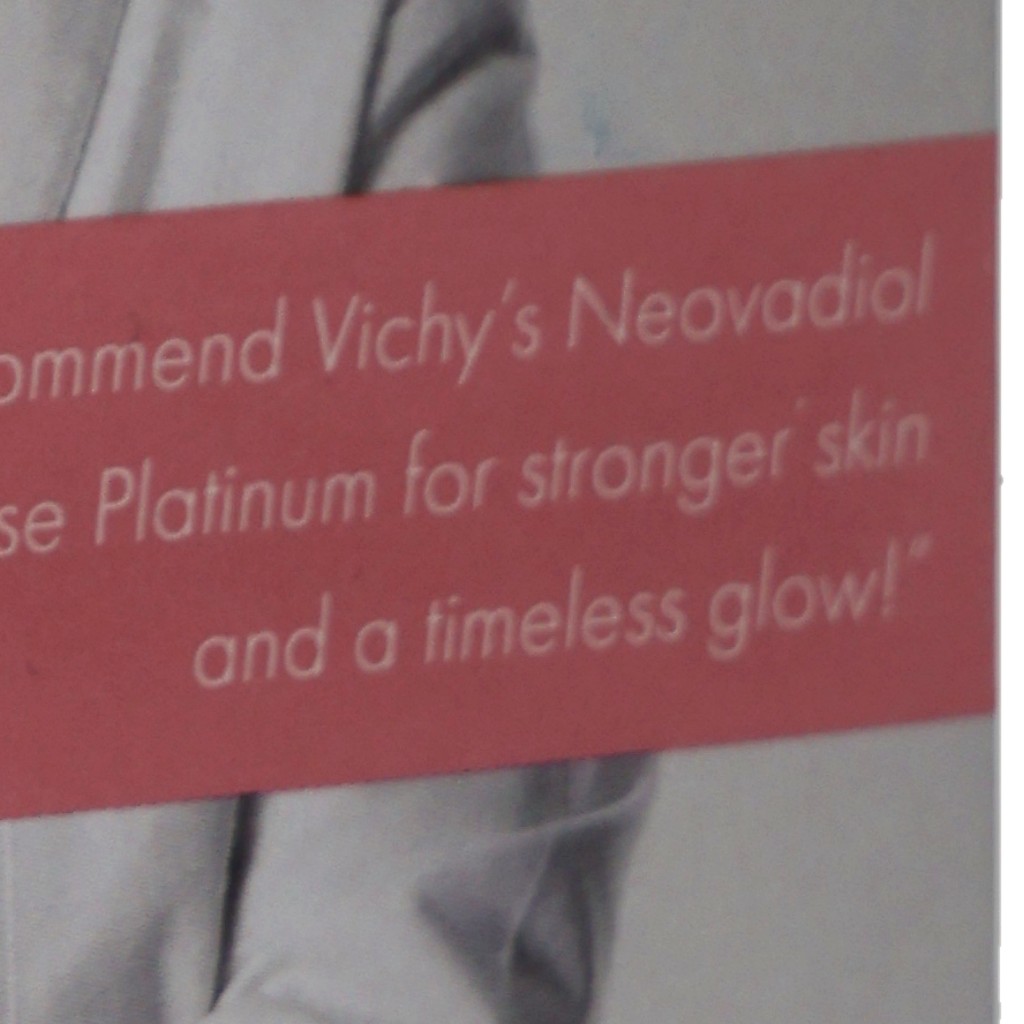 ommend Vichy's Neovadiol
se Platinum for stronger skin
and a timeless glow!"